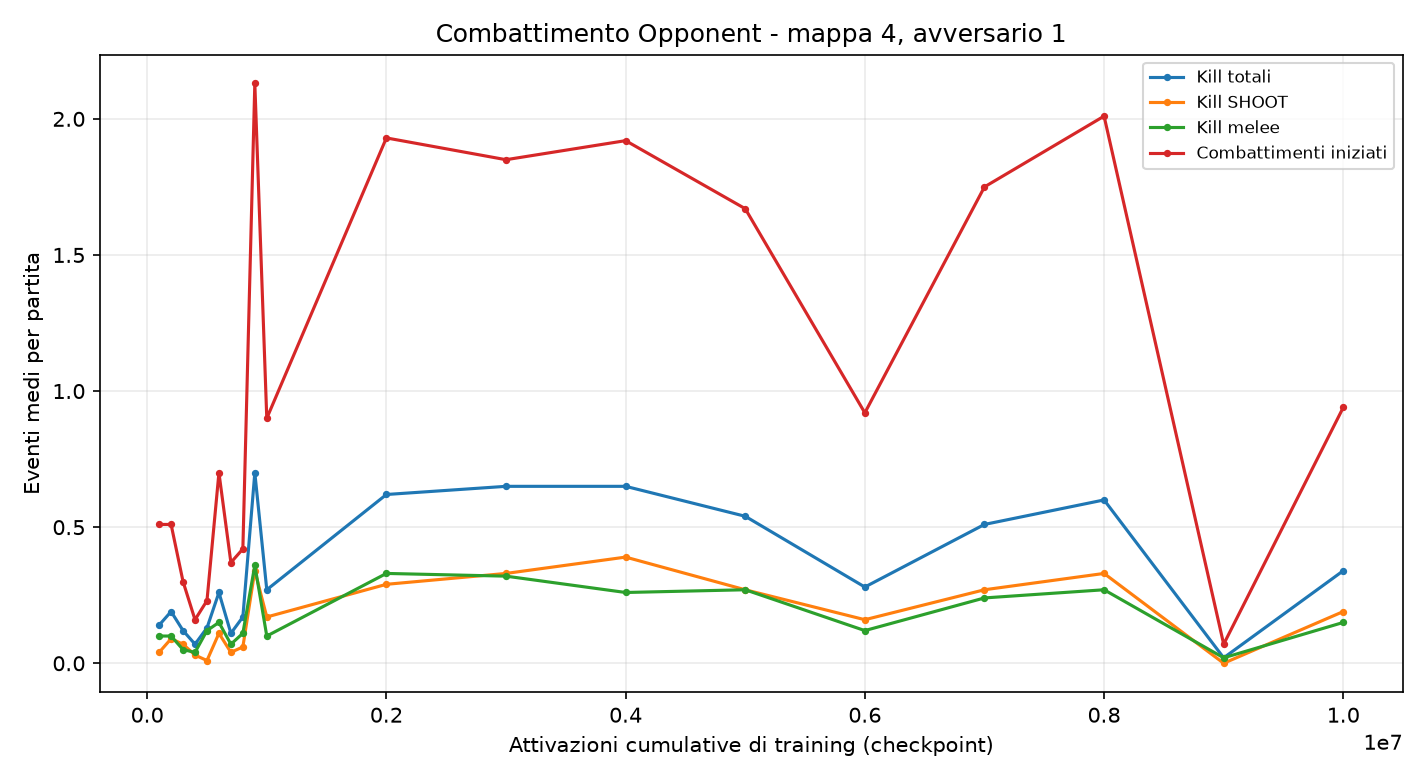 Combattimento Opponent - mappa 4, avversario 1
Kill totali
Kill SHOOT
Kill melee
Combattimenti iniziati
Eventi medi per partita
2.0
1.5
1.0
0.5
0.0
0.0 0.2 0.4 0.6 0.8 1.0
1e7
Attivazioni cumulative di training (checkpoint)